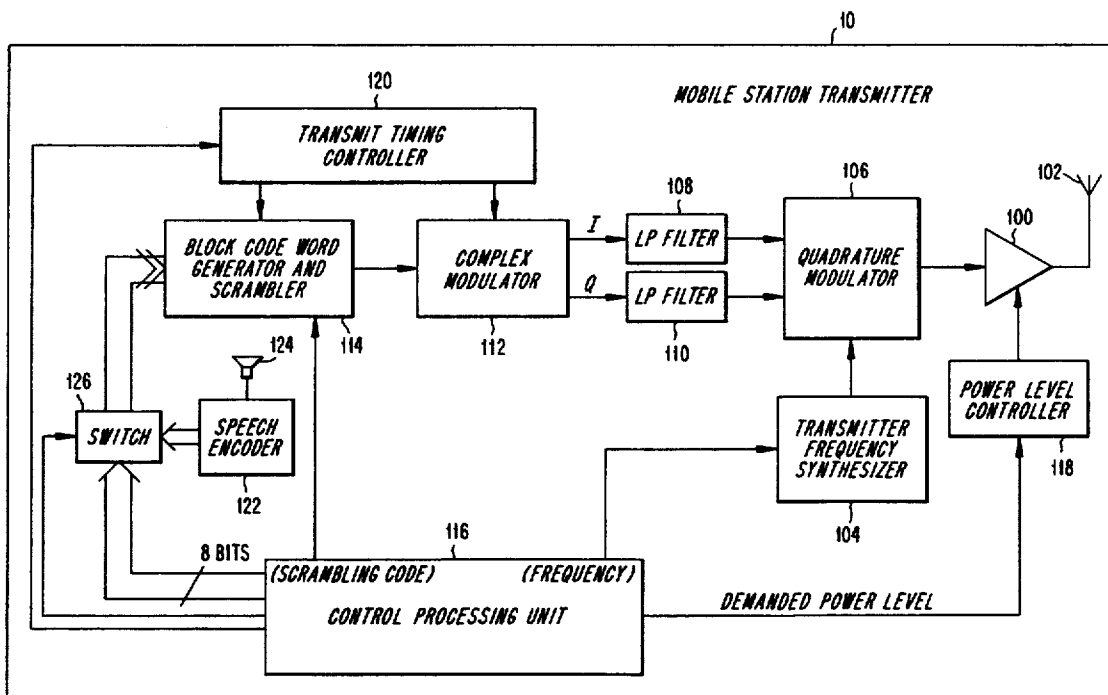 10
MOBILE STATION TRANSMITTER
120
TRANSMIT TIMING
CONTROLLER
102
106
108
100
BLOCK CODE WORD
GENERATOR AND
SCRAMBLER
114
COMPLEX
MODULATOR
112
I
LP FILTER
Q
LP FILTER
110
QUADRATURE
MODULATOR
124
126
SWITCH
SPEECH
ENCODER
122
TRANSMITTER
FREQUENCY
SYNTHESIZER
104
POWER LEVEL
CONTROLLER
118
116
8 BITS
(SCRAMBLING CODE)
(FREQUENCY)
CONTROL PROCESSING UNIT
DEMANDED POWER LEVEL